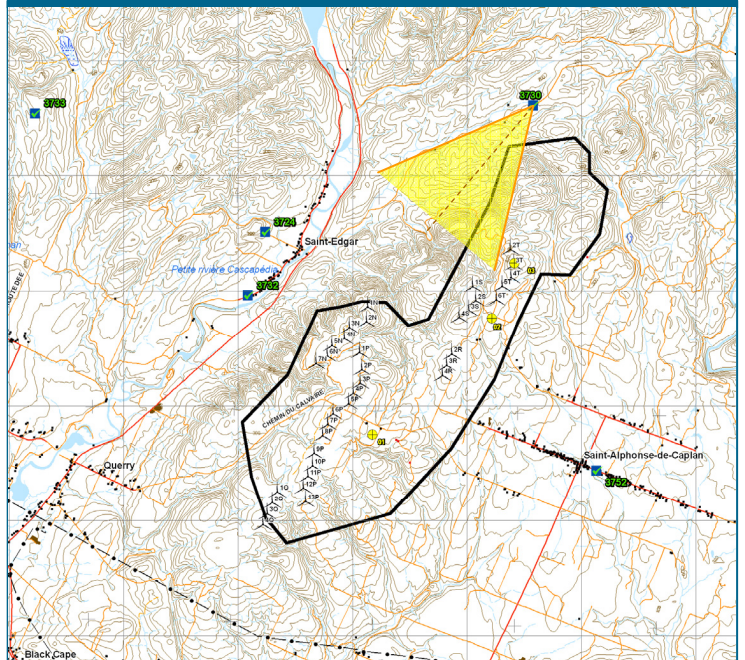 3733
3730
3724
Saint-Edgar
Petite rivière Cascapédia
3732
2T
3T
03
4T
5T
6T
1S
2S
3S
4S
02
1N
2N
3N
4N
5N
6N
7N
1P
2P
3P
4P
5P
2R
3R
4R
CHEMIN DU CALVAIRE
6P
7P
8P
01
9P
10P
11P
12P
13P
1Q
2Q
3Q
Querry
Saint-Alphonse-de-Caplan
3752
Black Cape